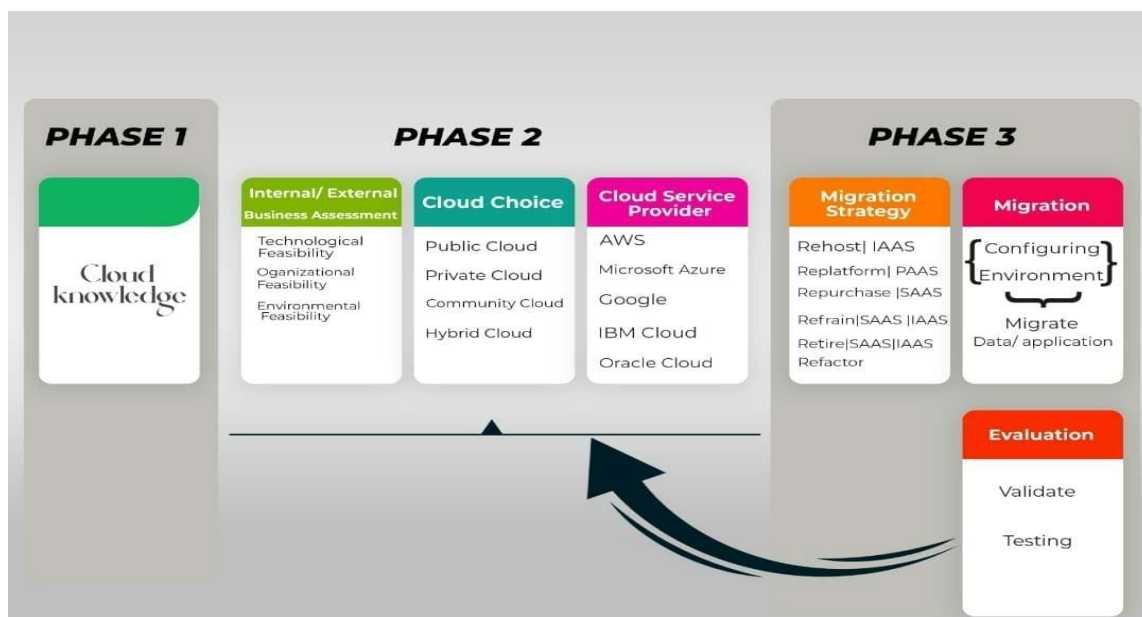 PHASE 1
Cloud
knowledge
PHASE 2
Internal/ External
Business Assessment
Technological
Feasibility
Oganizational
Feasibility
Environmental
Feasibility
Cloud Choice
Public Cloud
Private Cloud
Community Cloud
Hybrid Cloud
Cloud Service
Provider
AWS
Microsoft Azure
Google
IBM Cloud
Oracle Cloud
PHASE 3
Migration
Strategy
Rehost| IAAS
Replatform| PAAS
Repurchase |SAAS
Refrain|SAAS |IAAS
Retire|SAAS|IAAS
Refactor
Migration
{Configuring}
{Environment}
Migrate
Data/ application
Evaluation
Validate
Testing